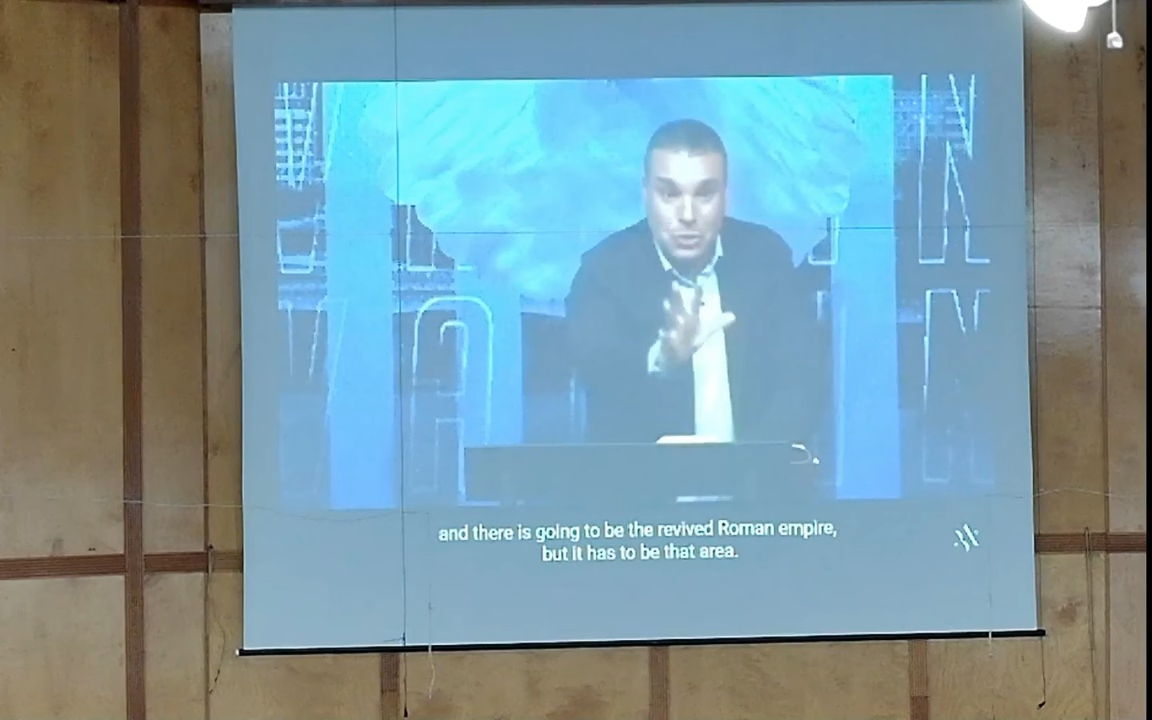 and there is going to be the revived Roman empire,
but it has to be that area.